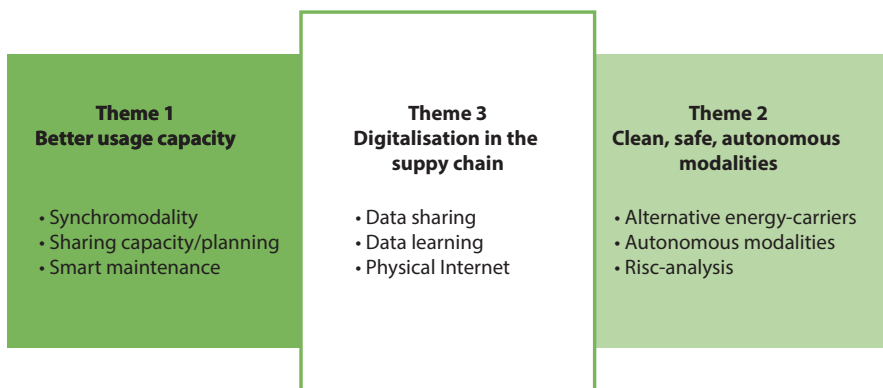 Theme 1
Better usage capacity
• Synchromodality
• Sharing capacity/planning
• Smart maintenance
Theme 3
Digitalisation in the
suppy chain
• Data sharing
• Data learning
• Physical Internet
Theme 2
Clean, safe, autonomous
modalities
• Alternative energy-carriers
• Autonomous modalities
• Risc-analysis